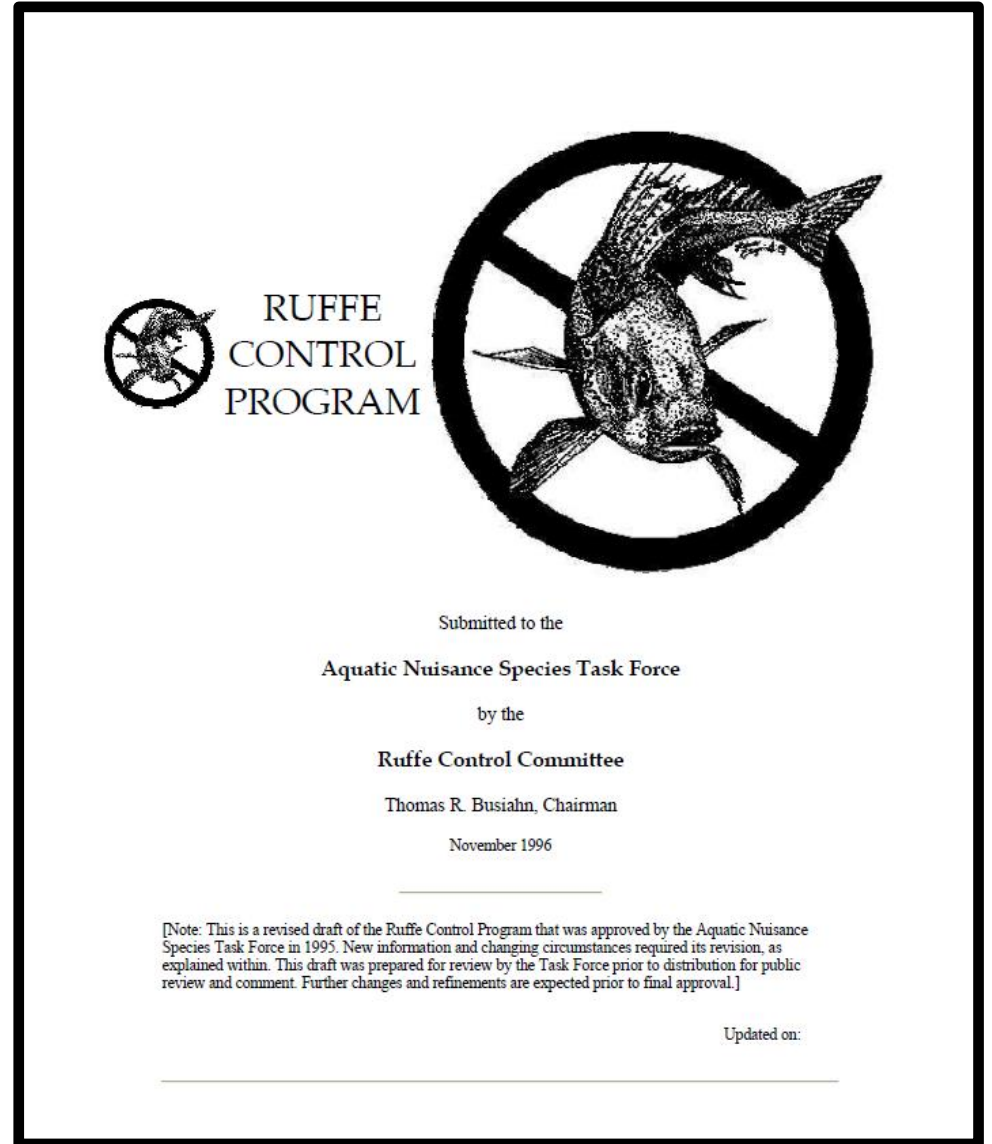 RUFFE
CONTROL
PROGRAM
Submitted to the
Aquatic Nuisance Species Task Force
by the
Ruffe Control Committee
Thomas R. Busiahn, Chairman
November 1996
[Note: This is a revised draft of the Ruffe Control Program that was approved by the Aquatic Nuisance
Species Task Force in 1995. New information and changing circumstances required its revision, as
explained within. This draft was prepared for review by the Task Force prior to distribution for public
review and comment. Further changes and refinements are expected prior to final approval.]
Updated on: